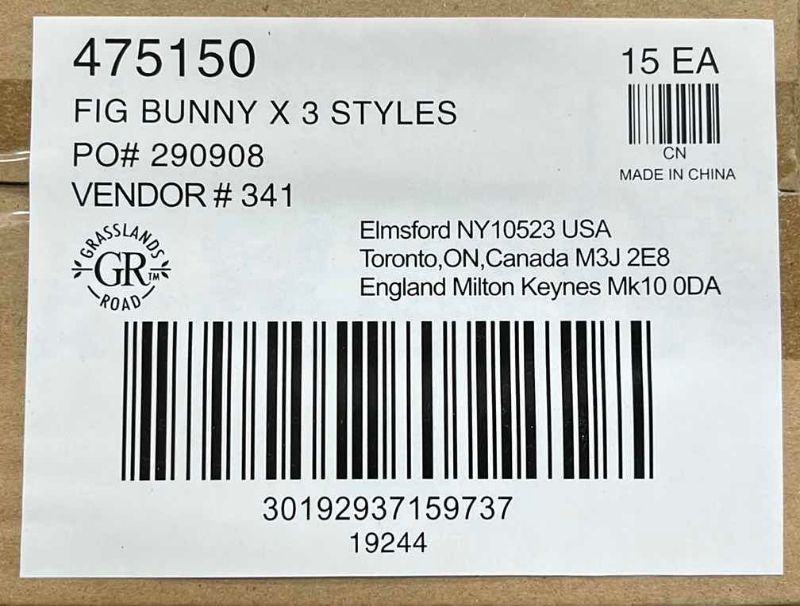 475150
15 EA
FIG BUNNY X 3 STYLES
PO# 290908
CN
MADE IN CHINA
VENDOR # 341
GRASSLANDS
GR™
ROAD
Elmsford NY10523 USA
Toronto,ON,Canada M3J 2E8
England Milton Keynes Mk10 0DA
30192937159737
19244